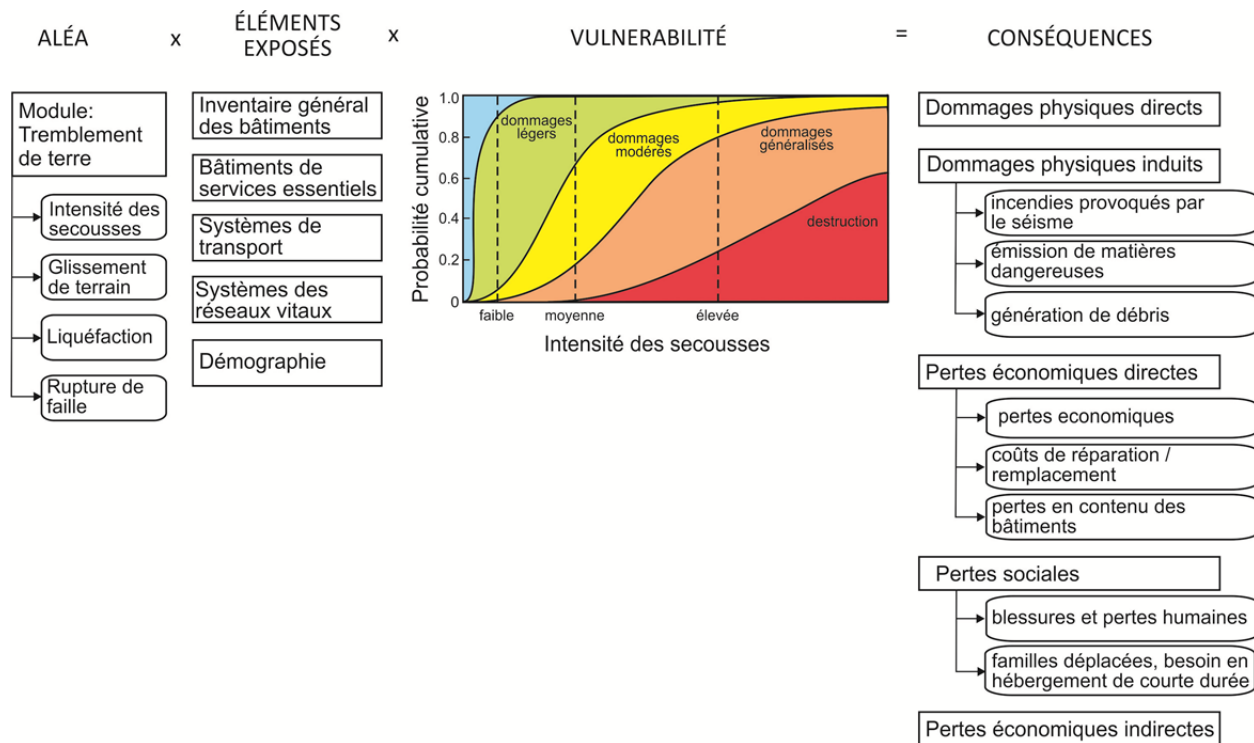 ALÉA
x
ÉLÉMENTS
EXPOSÉS
x
VULNERABILITÉ
=
CONSÉQUENCES
Module:
Tremblement
de terre
Intensité des
secousses
Glissement
de terrain
Liquéfaction
Rupture de
faille
Inventaire général
des bâtiments
Bâtiments de
services essentiels
Systèmes de
transport
Systèmes des
réseaux vitaux
Démographie
Probabilité cumulative
1.0
0.8
0.6
0.4
0.2
0
dommages
légers
dommages
modérés
dommages
généralisés
destruction
faible
moyenne
élevée
Intensité des secousses
Dommages physiques directs
Dommages physiques induits
incendies provoqués par
le séisme
émission de matières
dangereuses
génération de débris
Pertes économiques directes
pertes economiques
coûts de réparation /
remplacement
pertes en contenu des
bâtiments
Pertes sociales
blessures et pertes humaines
familles déplacées, besoin en
hébergement de courte durée
Pertes économiques indirectes